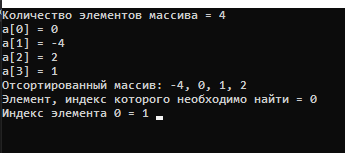 Количество элементов массива = 4
a[0] = 0
a[1] = -4
a[2] = 2
a[3] = 1
Отсортированный массив: -4, 0, 1, 2
Элемент, индекс которого необходимо найти = 0
Индекс элемента 0 = 1